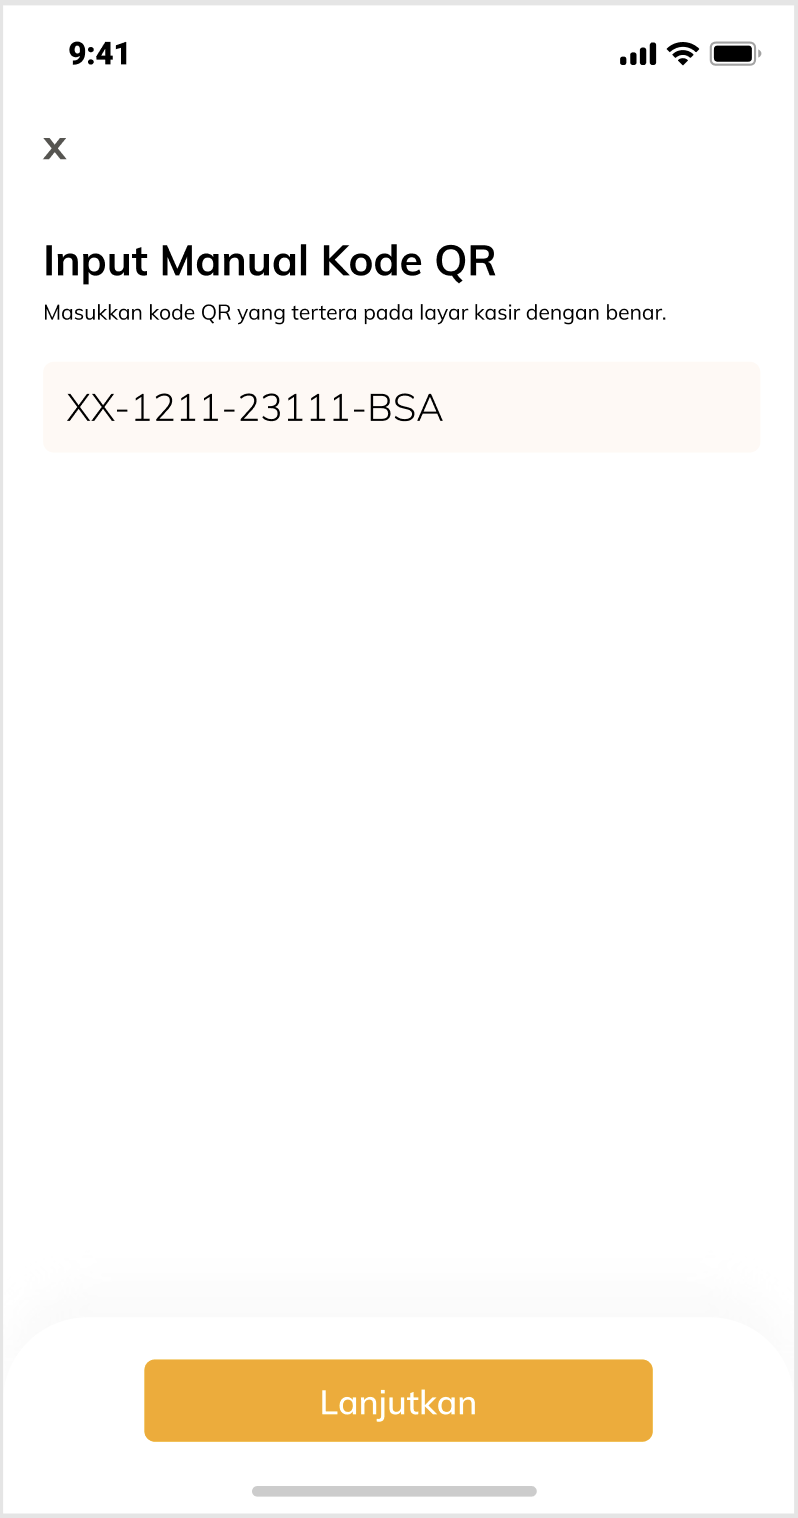 9:41
x
Input Manual Kode QR
Masukkan kode QR yang tertera pada layar kasir dengan benar.
XX-1211-23111-BSA
Lanjutkan